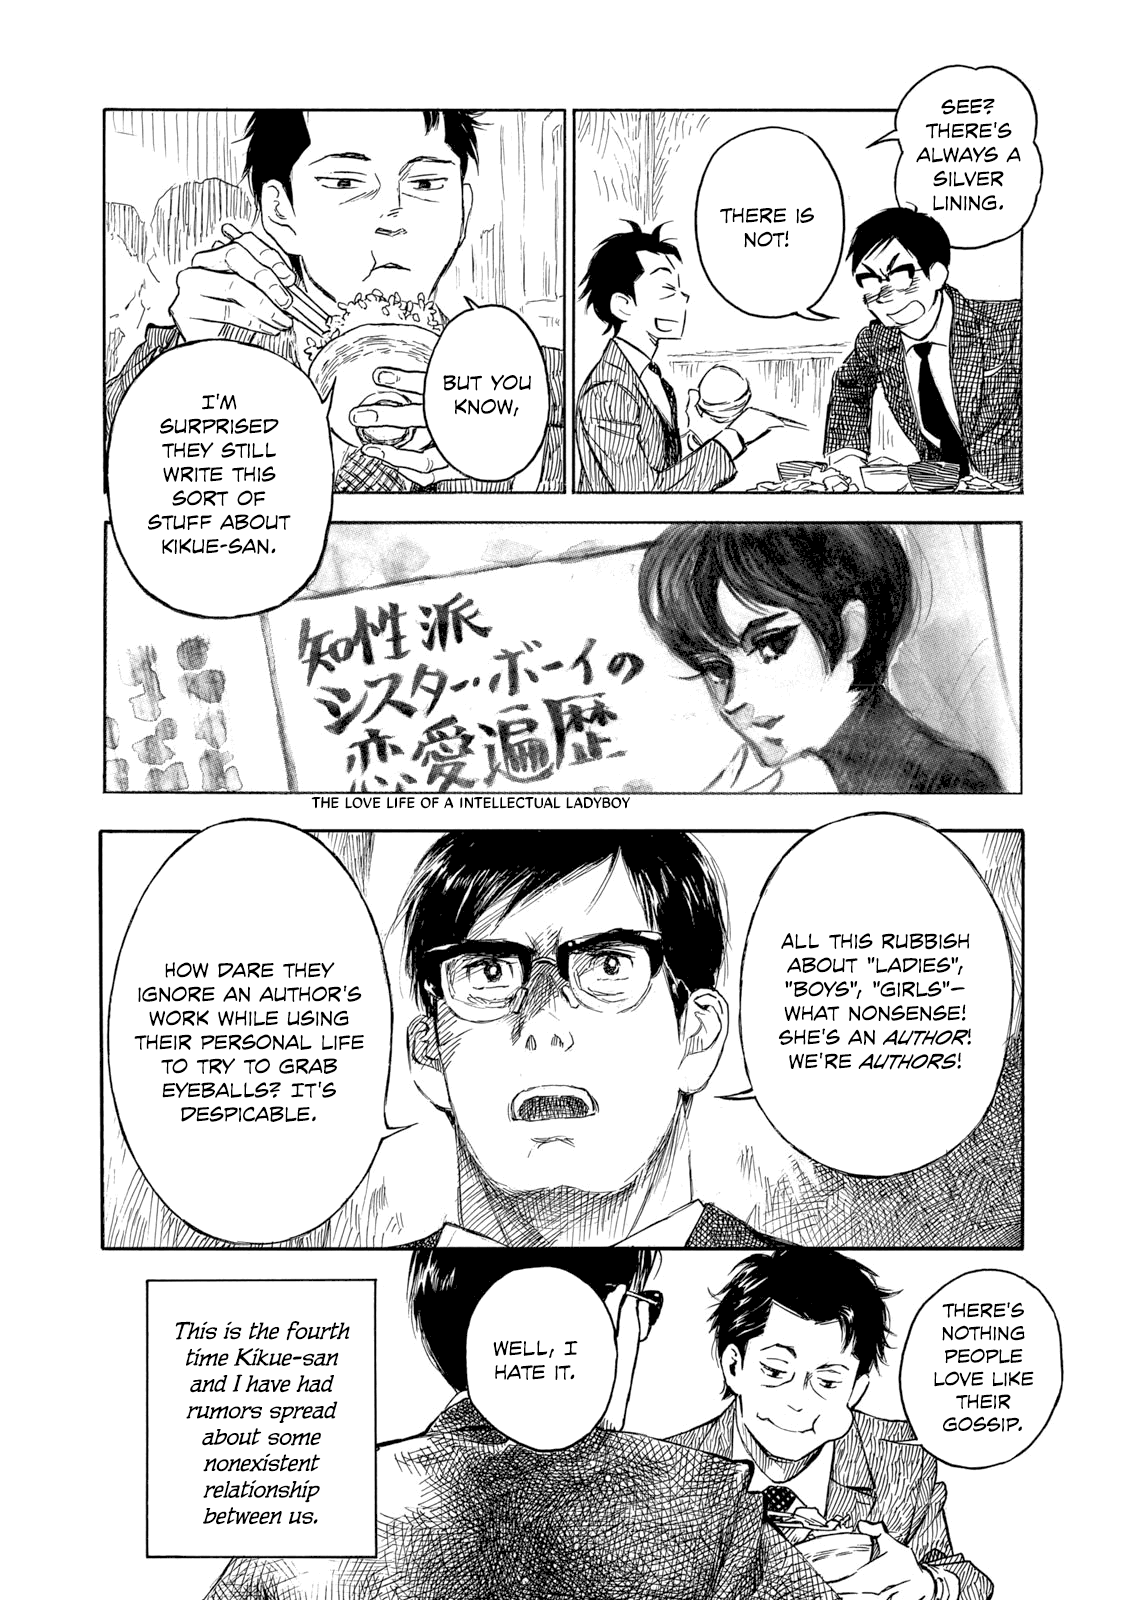 SEE?
THERE'S
ALWAYS A
SILVER
LINING.
THERE IS
NOT!
BUT YOU
KNOW,
I'M
SURPRISED
THEY STILL
WRITE THIS
SORT OF
STUFF ABOUT
KIKUE-SAN.
知性派
シスター・ボーイの
恋愛遍歴
THE LOVE LIFE OF A INTELLECTUAL LADYBOY
ALL THIS RUBBISH
ABOUT "LADIES",
"BOYS", "GIRLS"—
WHAT NONSENSE!
SHE'S AN AUTHOR!
WE'RE AUTHORS!
HOW DARE THEY
IGNORE AN AUTHOR'S
WORK WHILE USING
THEIR PERSONAL LIFE
TO TRY TO GRAB
EYEBALLS? IT'S
DESPICABLE.
THERE'S
NOTHING
PEOPLE
LOVE LIKE
THEIR
GOSSIP.
WELL, I
HATE IT.
This is the fourth
time Kikue-san
and I have had
rumors spread
about some
nonexistent
relationship
between us.